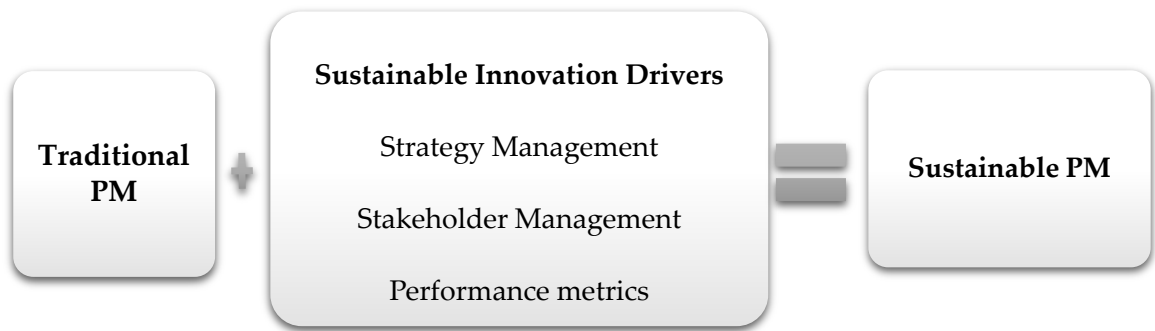 Traditional
PM
+
Sustainable Innovation Drivers
Strategy Management
Stakeholder Management
Performance metrics
=
Sustainable PM